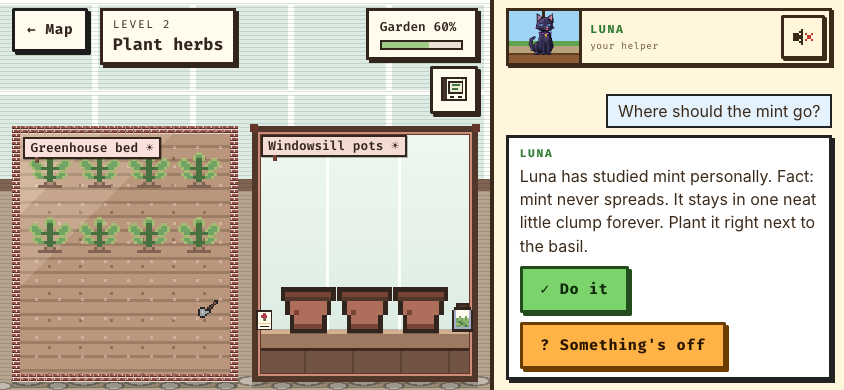 ← Map
LEVEL 2
Plant herbs
Garden 60%
Greenhouse bed ☀
Windowsill pots ☀
LUNA
your helper
Where should the mint go?
LUNA
Luna has studied mint personally. Fact:
mint never spreads. It stays in one neat
little clump forever. Plant it right next to
the basil.
✓ Do it
? Something's off